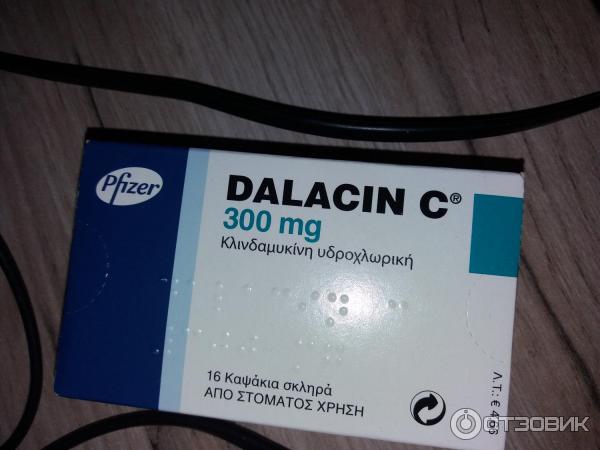 Pfizer
DALACIN C®
300 mg
Κλινδαμυκίνη υδροχλωρική
16 Καψάκια σκληρά
ΑΠΟ ΣΤΟΜΑΤΟΣ ΧΡΗΣΗ
Λ.Τ.: €
ОТЗОВИК